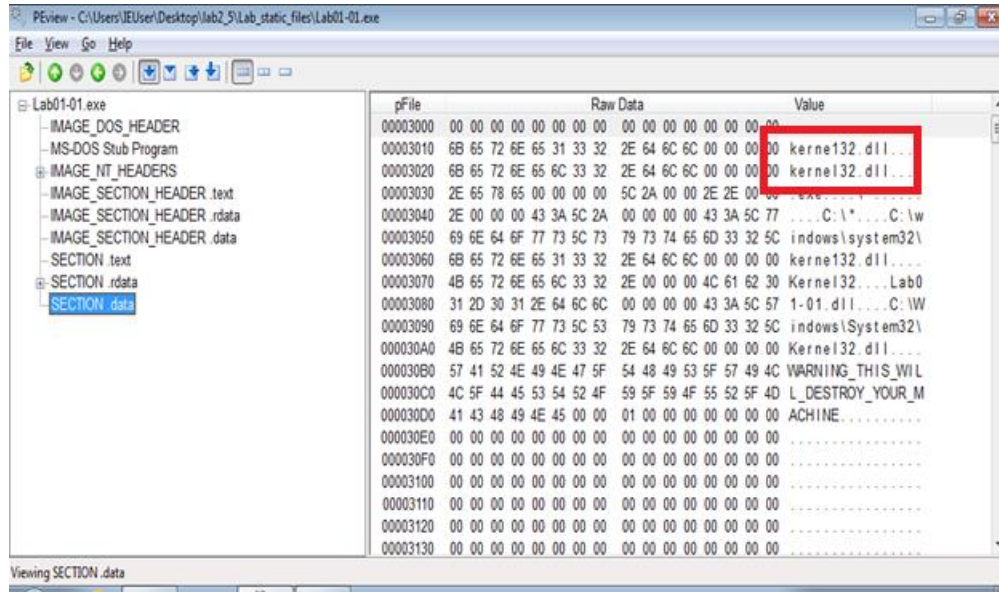 PEview - C:\Users\IEUser\Desktop\lab2_5\Lab_static_files\Lab01-01.exe
File View Go Help
Lab01-01.exe
IMAGE_DOS_HEADER
MS-DOS Stub Program
IMAGE_NT_HEADERS
IMAGE_SECTION_HEADER .text
IMAGE_SECTION_HEADER .rdata
IMAGE_SECTION_HEADER .data
SECTION .text
SECTION .rdata
SECTION .data
pFile Raw Data Value
00003000 00 00 00 00 00 00 00 00 00 00 00 00 00 00 00 00
00003010 6B 65 72 6E 65 31 33 32 2E 64 6C 6C 00 00 00 00 kerne132.dll....
00003020 6B 65 72 6E 65 6C 33 32 2E 64 6C 6C 00 00 00 00 kernel32.dll....
00003030 2E 65 78 65 00 00 00 00 5C 2A 00 00 2E 2E 00 00 .exe....\*......
00003040 2E 00 00 00 43 3A 5C 2A 00 00 00 00 43 3A 5C 77 ....C:\*....C:\w
00003050 69 6E 64 6F 77 73 5C 73 79 73 74 65 6D 33 32 5C indows\system32\
00003060 6B 65 72 6E 65 31 33 32 2E 64 6C 6C 00 00 00 00 kerne132.dll....
00003070 4B 65 72 6E 65 6C 33 32 2E 00 00 00 4C 61 62 30 Kernel32....Lab0
00003080 31 2D 30 31 2E 64 6C 6C 00 00 00 00 43 3A 5C 57 1-01.dll....C:\W
00003090 69 6E 64 6F 77 73 5C 53 79 73 74 65 6D 33 32 5C indows\System32\
000030A0 4B 65 72 6E 65 6C 33 32 2E 64 6C 6C 00 00 00 00 Kernel32.dll....
000030B0 57 41 52 4E 49 4E 47 5F 54 48 49 53 5F 57 49 4C WARNING_THIS_WIL
000030C0 4C 5F 44 45 53 54 52 4F 59 5F 59 4F 55 52 5F 4D L_DESTROY_YOUR_M
000030D0 41 43 48 49 4E 45 00 00 01 00 00 00 00 00 00 00 ACHINE..........
000030E0 00 00 00 00 00 00 00 00 00 00 00 00 00 00 00 00 ................
000030F0 00 00 00 00 00 00 00 00 00 00 00 00 00 00 00 00 ................
00003100 00 00 00 00 00 00 00 00 00 00 00 00 00 00 00 00 ................
00003110 00 00 00 00 00 00 00 00 00 00 00 00 00 00 00 00 ................
00003120 00 00 00 00 00 00 00 00 00 00 00 00 00 00 00 00 ................
00003130 00 00 00 00 00 00 00 00 00 00 00 00 00 00 00 00 ................
Viewing SECTION .data